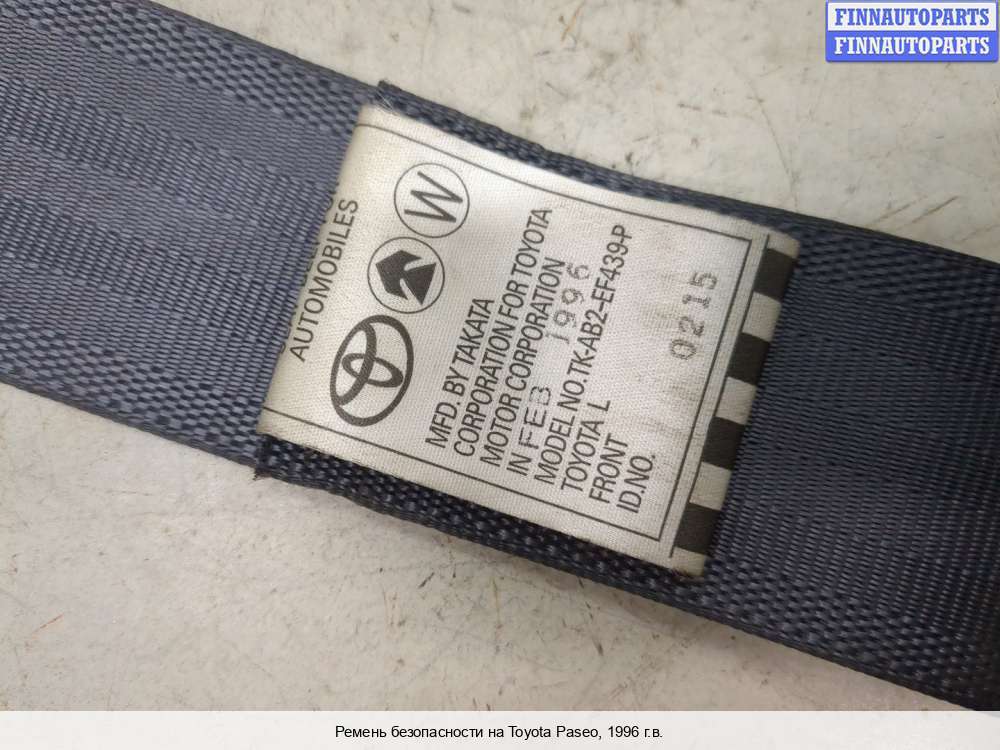 FINNAUTOPARTS
FINNAUTOPARTS
AUTOMOBILES
W
MFD. BY TAKATA
CORPORATION FOR TOYOTA
MOTOR CORPORATION
IN FEB 1996
MODEL NO.TK-AB2-EF439-P
TOYOTA L
FRONT
ID.NO. 0215
Ремень безопасности на Toyota Paseo, 1996 г.в.